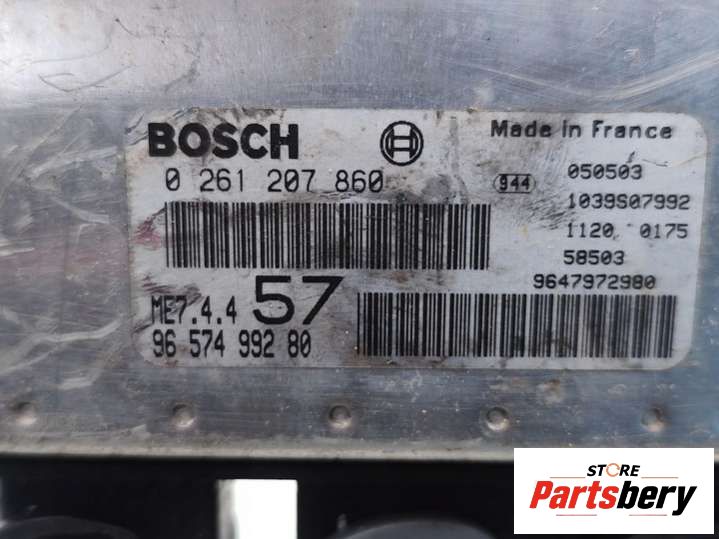 BOSCH
Made in France
0 261 207 860
944
050503
1039S07992
1120 0175
58503
9647972980
ME7.4.4 57
96 574 992 80
STORE
Partsbery